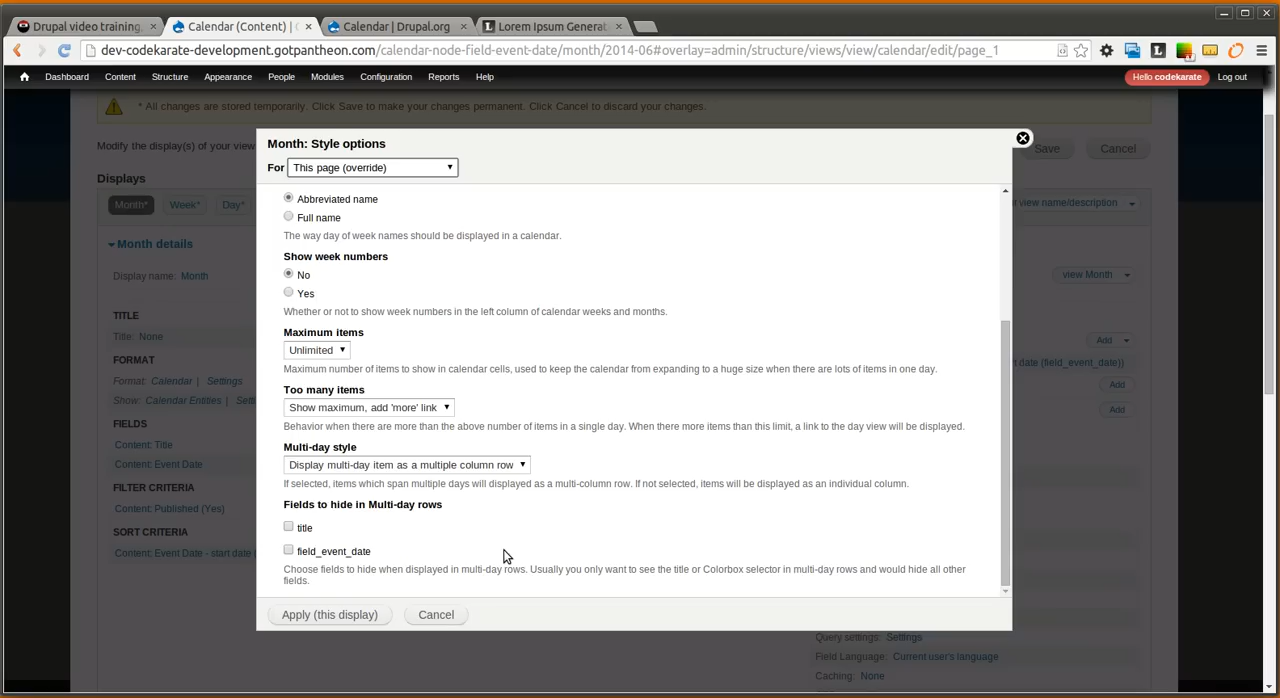 Drupal video training,
Calendar (Content) |
Calendar | Drupal.org
Lorem Ipsum Generat
dev-codekarate-development.gotpantheon.com/calendar-node-field-event-date/month/2014-06#overlay=admin/structure/views/view/calendar/edit/page_1
Dashboard Content Structure Appearance People Modules Configuration Reports Help Hello codekarate Log out
* All changes are stored temporarily. Click Save to make your changes permanent. Click Cancel to discard your changes.
Modify the display(s) of your view
Save Cancel
Displays
Month* Week* Day*
t view name/description
Month details
Display name: Month
view Month
TITLE
Title: None
Add
FORMAT
Format: Calendar | Settings
Show: Calendar Entities | Sett
t date (field_event_date))
Add
Add
FIELDS
Content: Title
Content: Event Date
FILTER CRITERIA
Content: Published (Yes)
SORT CRITERIA
Content: Event Date - start date (
Month: Style options
For This page (override)
Abbreviated name
Full name
The way day of week names should be displayed in a calendar.
Show week numbers
No
Yes
Whether or not to show week numbers in the left column of calendar weeks and months.
Maximum items
Unlimited
Maximum number of items to show in calendar cells, used to keep the calendar from expanding to a huge size when there are lots of items in one day.
Too many items
Show maximum, add 'more' link
Behavior when there are more than the above number of items in a single day. When there more items than this limit, a link to the day view will be displayed.
Multi-day style
Display multi-day item as a multiple column row
If selected, items which span multiple days will displayed as a multi-column row. If not selected, items will be displayed as an individual column.
Fields to hide in Multi-day rows
title
field_event_date
Choose fields to hide when displayed in multi-day rows. Usually you only want to see the title or Colorbox selector in multi-day rows and would hide all other
fields.
Apply (this display) Cancel
Query settings: Settings
Field Language: Current user's language
Caching: None